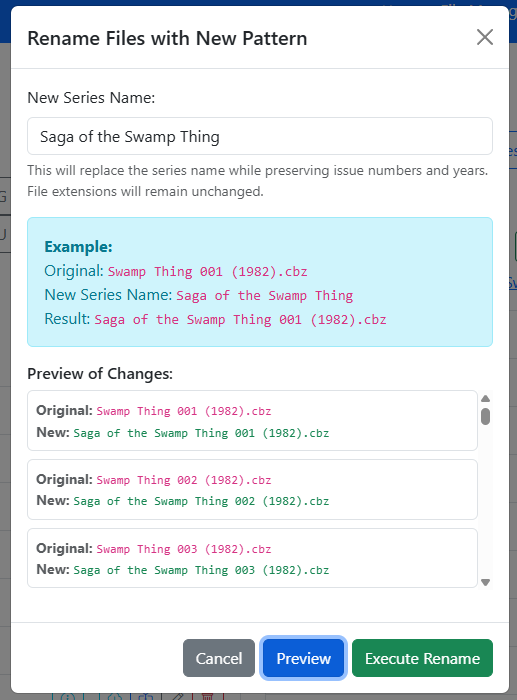 Rename Files with New Pattern
New Series Name:
Saga of the Swamp Thing
This will replace the series name while preserving issue numbers and years.
File extensions will remain unchanged.
Example:
Original: Swamp Thing 001 (1982).cbz
New Series Name: Saga of the Swamp Thing
Result: Saga of the Swamp Thing 001 (1982).cbz
Preview of Changes:
Original: Swamp Thing 001 (1982).cbz
New: Saga of the Swamp Thing 001 (1982).cbz
Original: Swamp Thing 002 (1982).cbz
New: Saga of the Swamp Thing 002 (1982).cbz
Original: Swamp Thing 003 (1982).cbz
New: Saga of the Swamp Thing 003 (1982).cbz
Cancel
Preview
Execute Rename